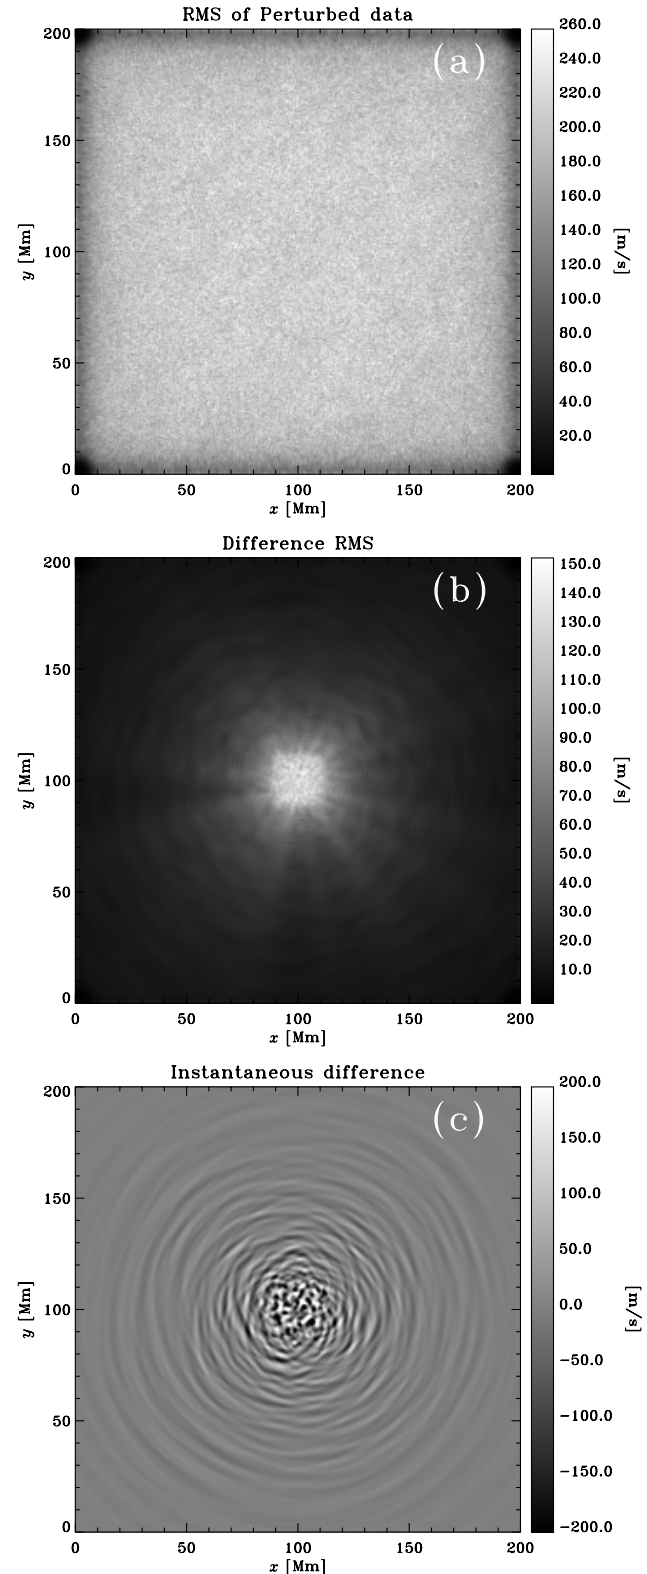 RMS of Perturbed data
(a)
200
150
100
50
0
y [Mm]
0 50 100 150 200
x [Mm]
260.0
240.0
220.0
200.0
180.0
160.0
140.0
120.0
100.0
80.0
60.0
40.0
20.0
[m/s]
Difference RMS
(b)
200
150
100
50
0
y [Mm]
0 50 100 150 200
x [Mm]
150.0
140.0
130.0
120.0
110.0
100.0
90.0
80.0
70.0
60.0
50.0
40.0
30.0
20.0
10.0
[m/s]
Instantaneous difference
(c)
200
150
100
50
0
y [Mm]
0 50 100 150 200
x [Mm]
200.0
150.0
100.0
50.0
0.0
−50.0
−100.0
−150.0
−200.0
[m/s]